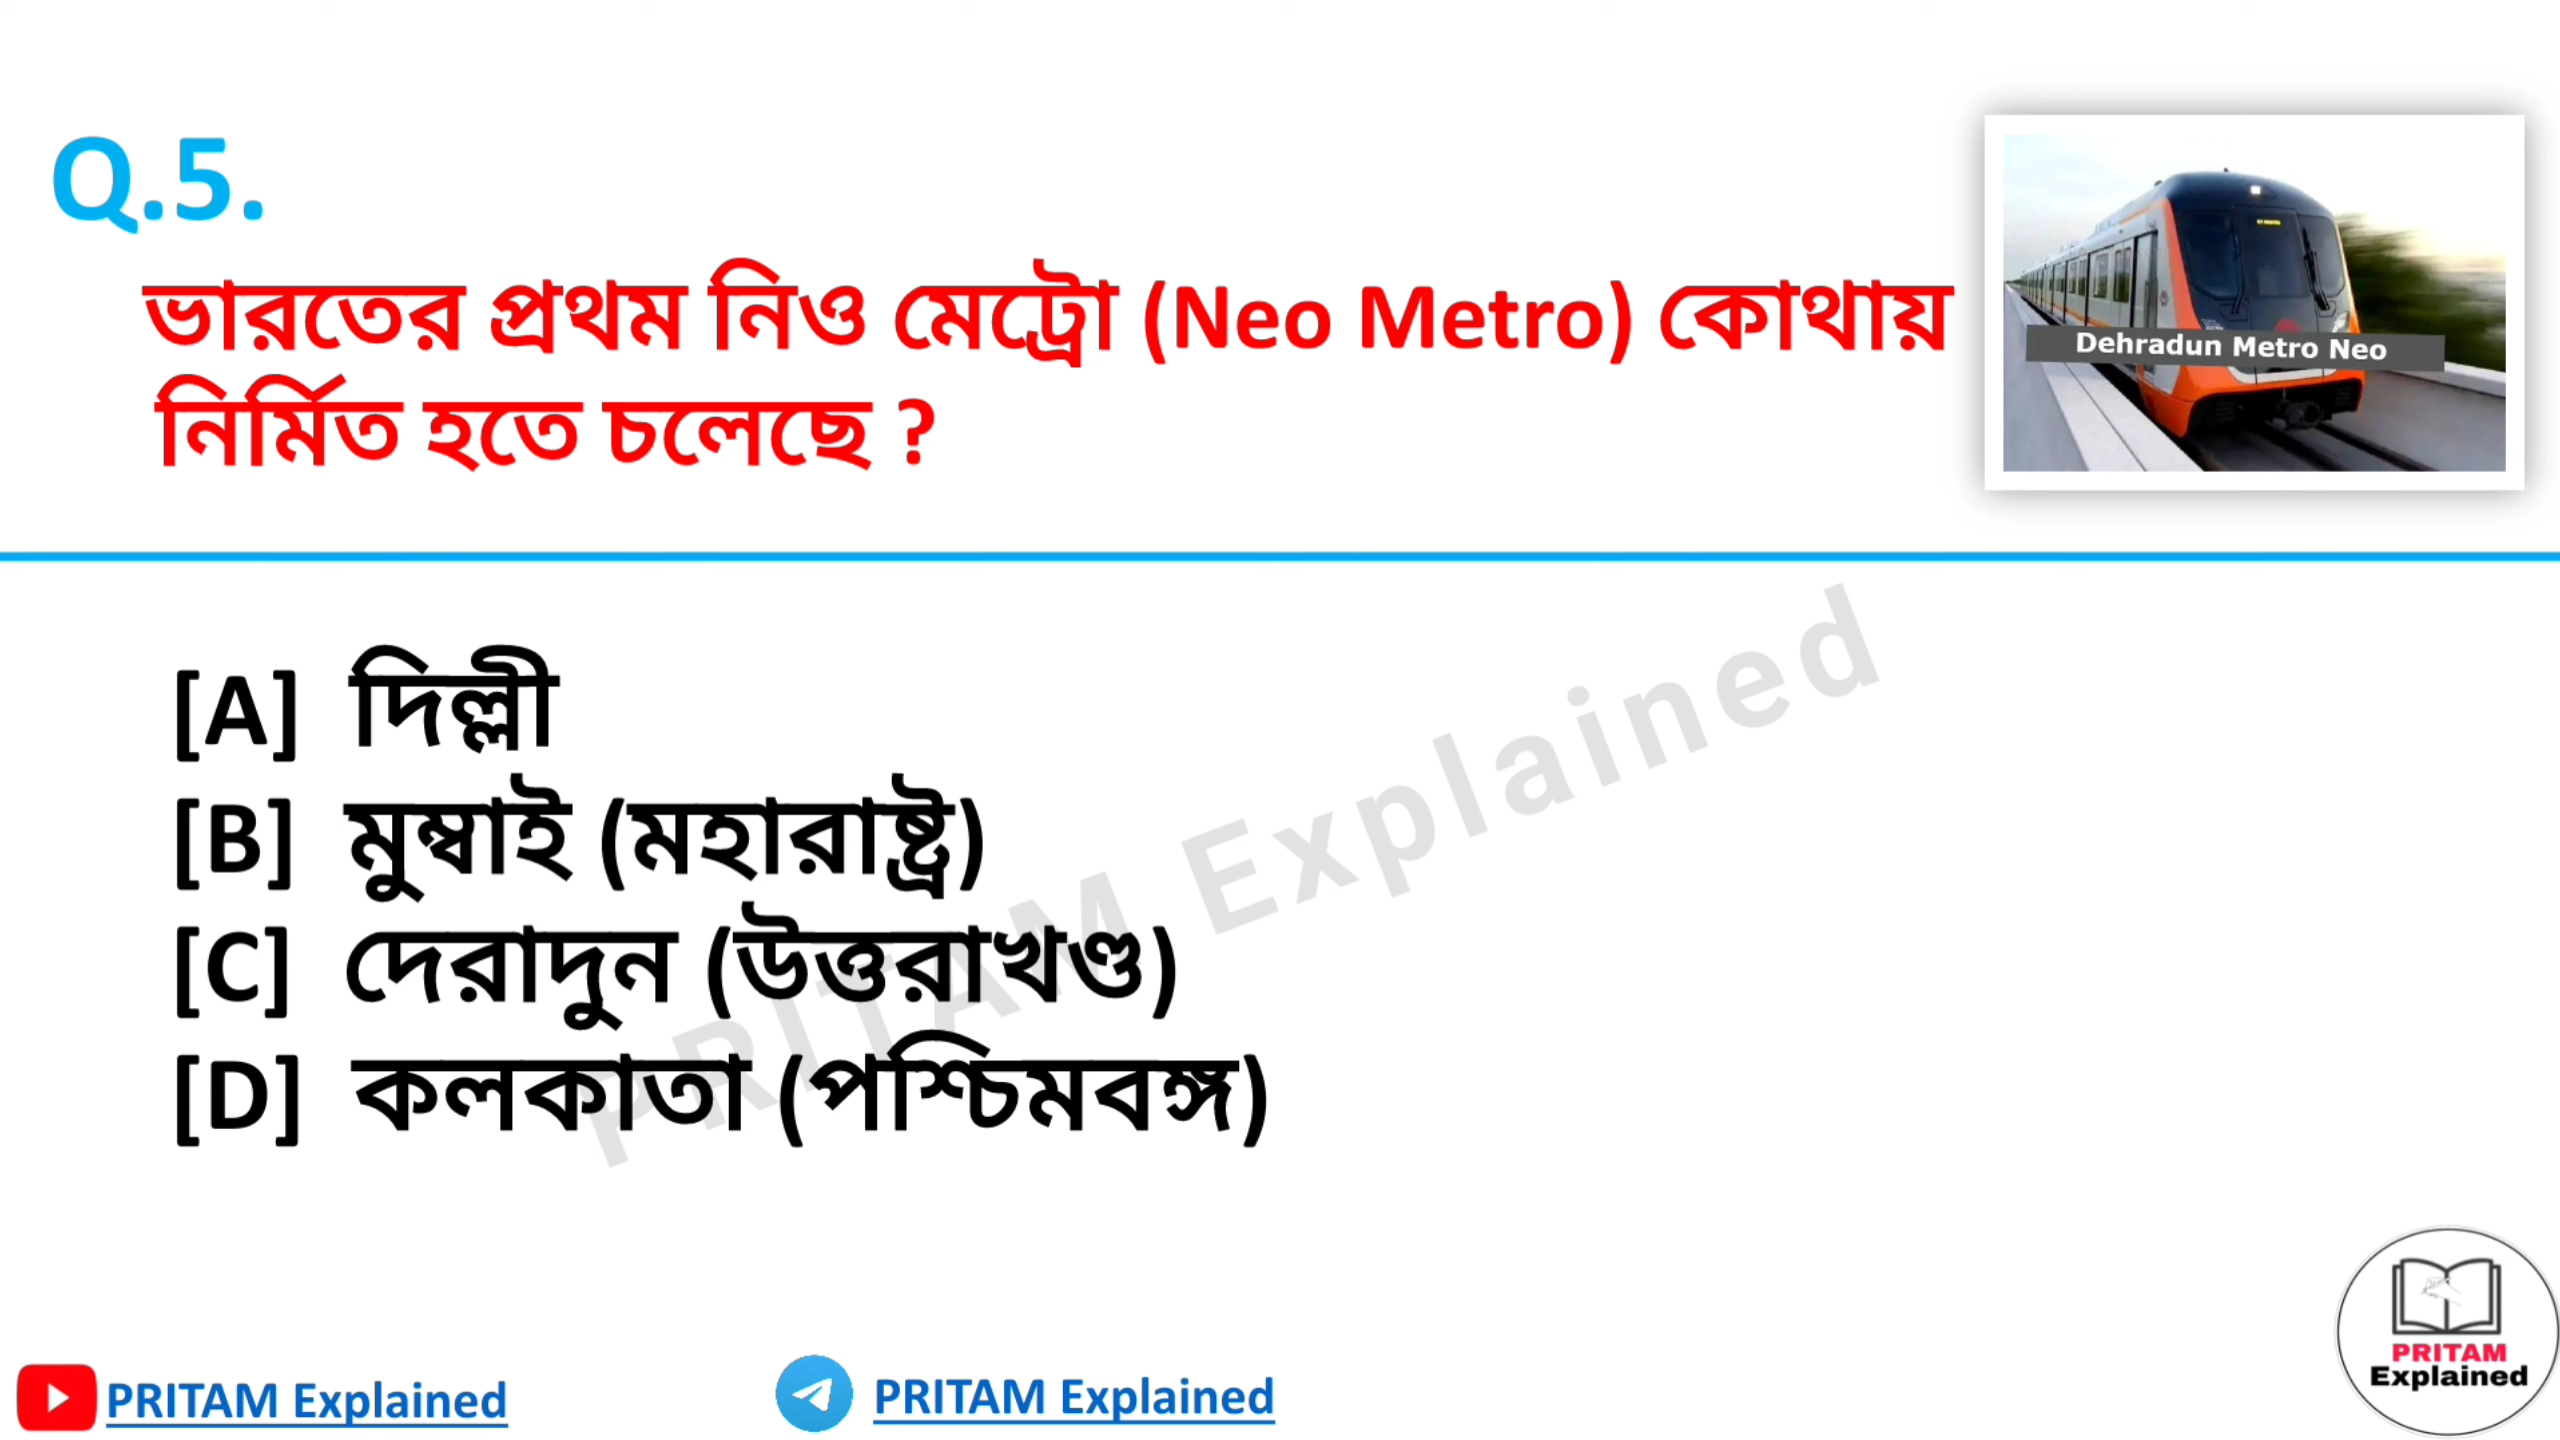 Q.5.
ভারতের প্রথম নিও মেট্রো (Neo Metro) কোথায়
নির্মিত হতে চলেছে ?
Dehradun Metro Neo
[A] দিল্লী
[B] মুম্বাই (মহারাষ্ট্র)
[C] দেরাদুন (উত্তরাখণ্ড)
[D] কলকাতা (পশ্চিমবঙ্গ)
PRITAM Explained
PRITAM Explained
PRITAM Explained
PRITAM
Explained